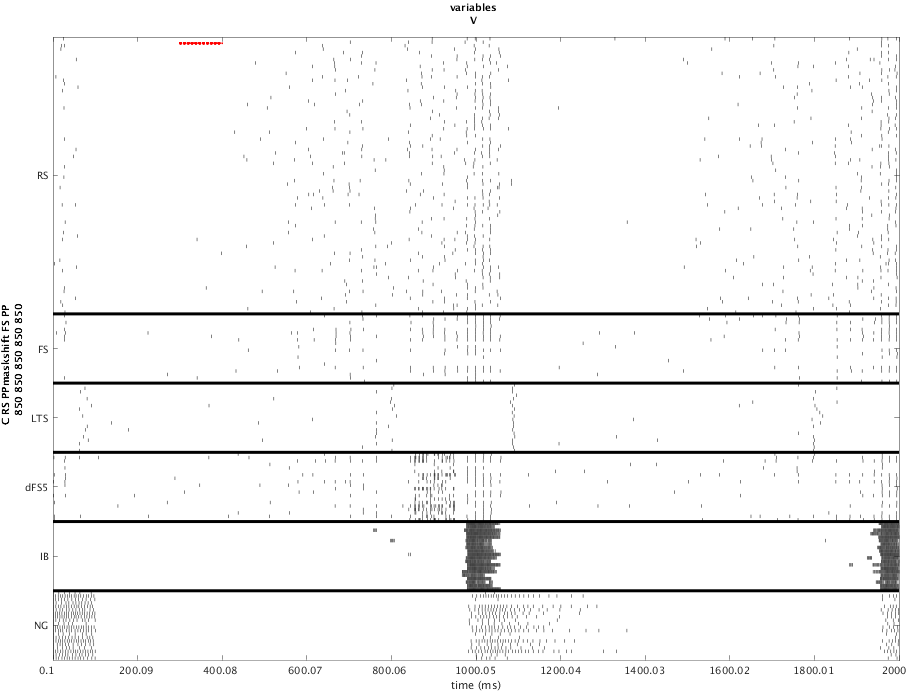 variables
V
C RS PPmaskshift FS PP
850 850 850 850 850
RS
FS
LTS
dFS5
IB
NG
0.1 200.09 400.08 600.07 800.06 1000.05 1200.04 1400.03 1600.02 1800.01 2000
time (ms)